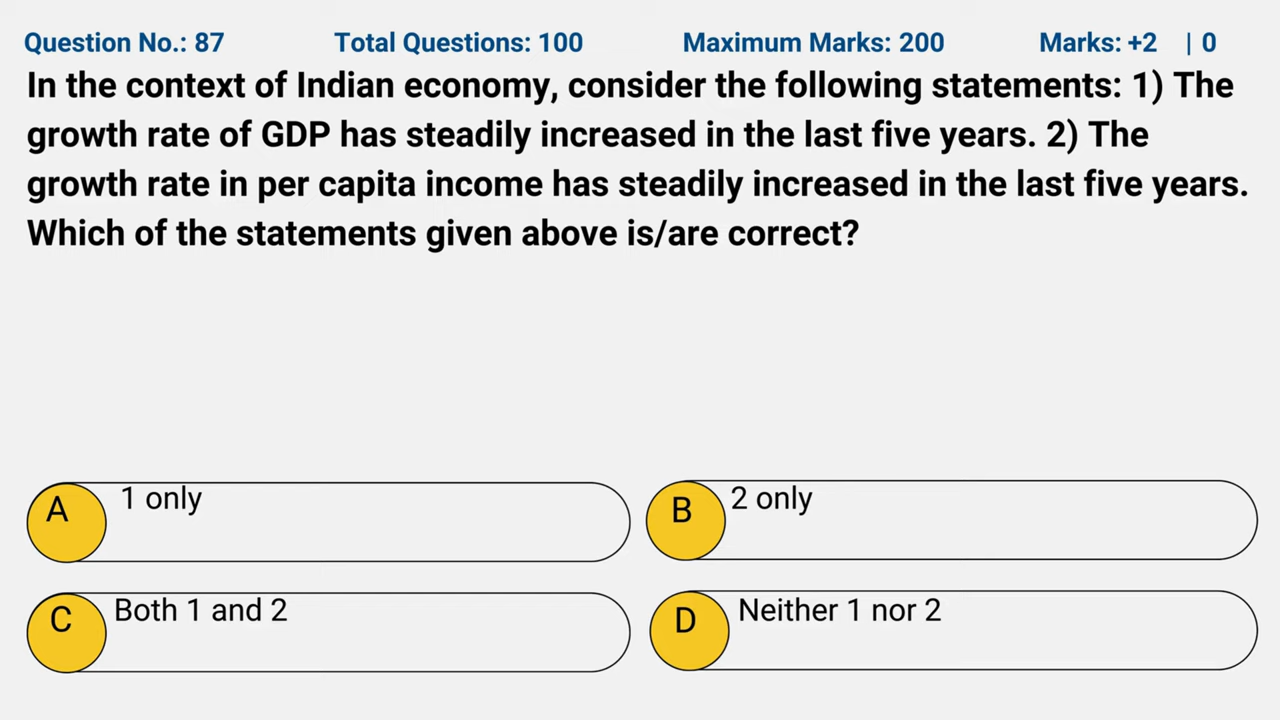 Question No.: 87 Total Questions: 100 Maximum Marks: 200 Marks: +2 | 0
In the context of Indian economy, consider the following statements: 1) The
growth rate of GDP has steadily increased in the last five years. 2) The
growth rate in per capita income has steadily increased in the last five years.
Which of the statements given above is/are correct?
A 1 only
B 2 only
C Both 1 and 2
D Neither 1 nor 2